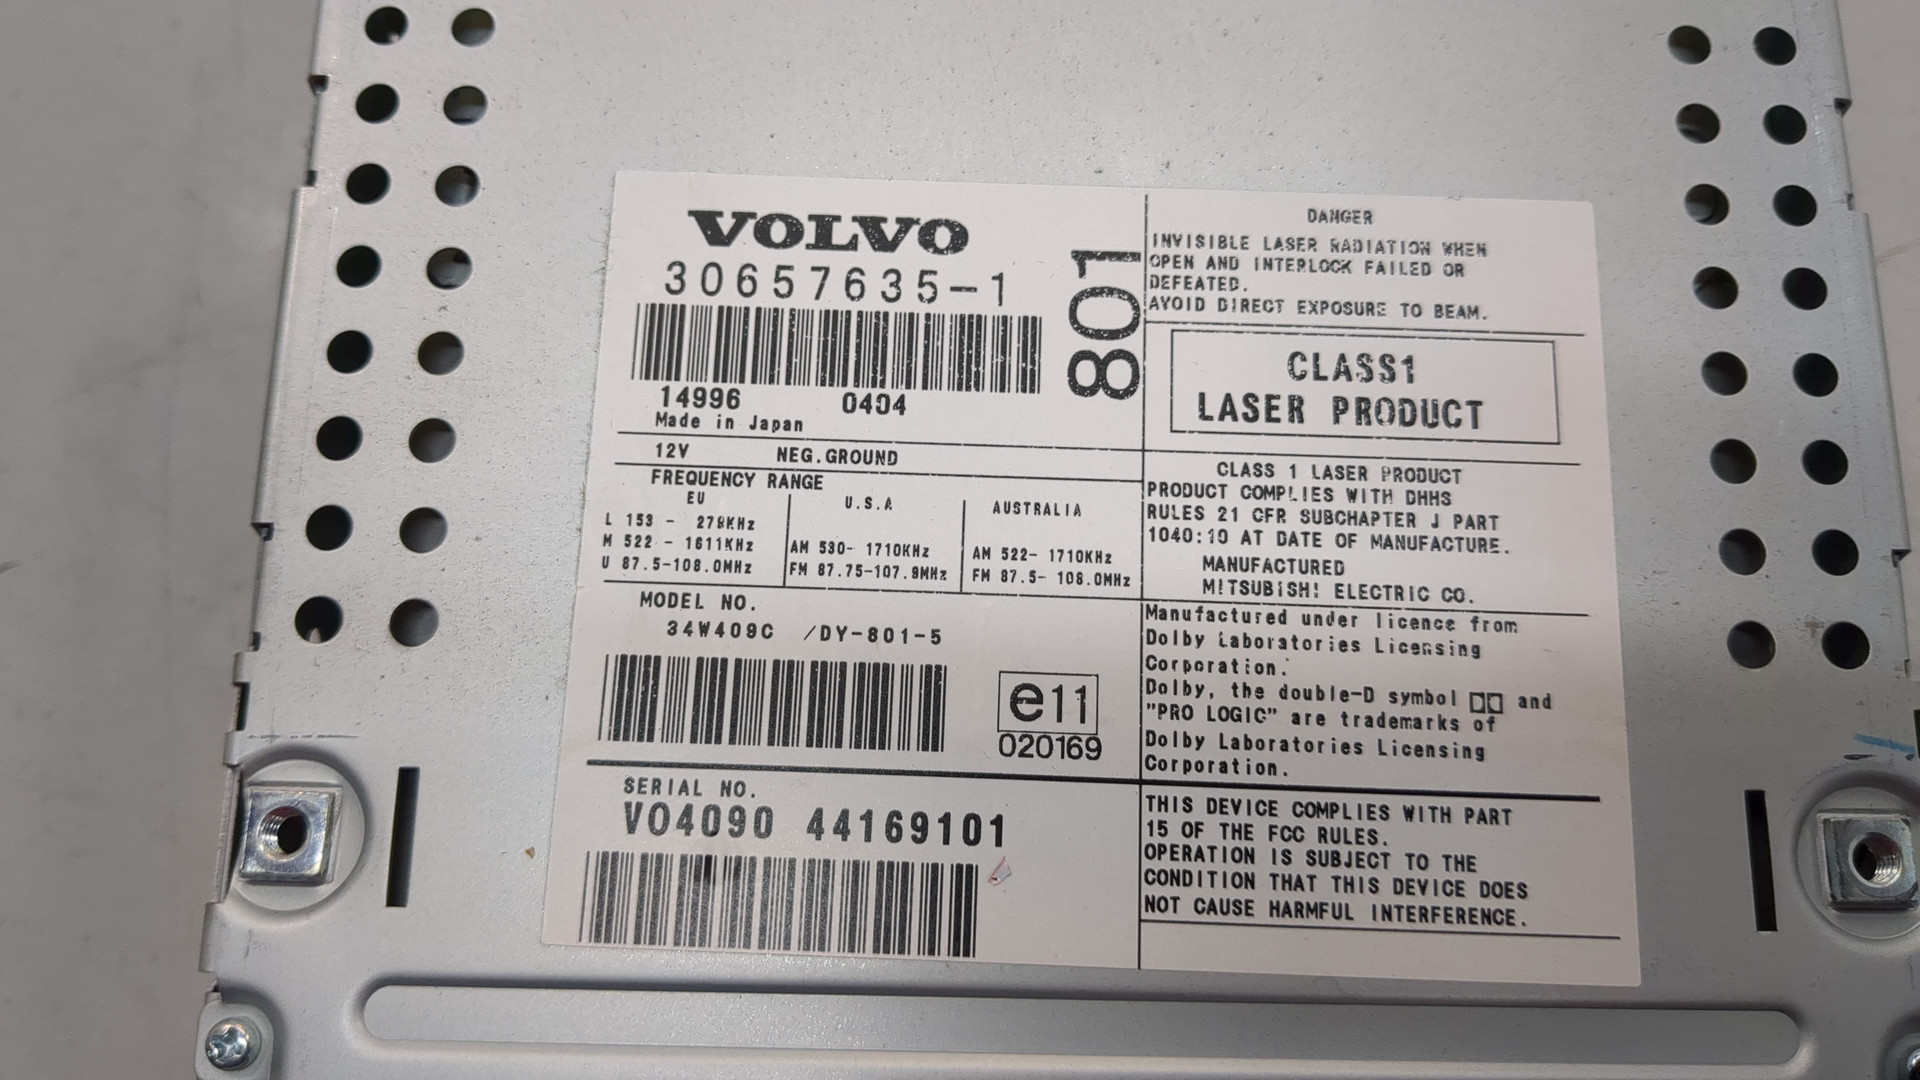 VOLVO
30657635-1
801
14996 0404
Made in Japan
12V NEG.GROUND
FREQUENCY RANGE
EU
L 153 - 279KHz
M 522 - 1611KHz
U 87.5-108.0MHz
U.S.A
AM 530- 1710KHz
FM 87.75-107.9MHz
AUSTRALIA
AM 522- 1710KHz
FM 87.5- 108.0MHz
MODEL NO.
34W409C /DY-801-5
e11
020169
SERIAL NO.
VO4090 44169101
DANGER
INVISIBLE LASER RADIATION WHEN
OPEN AND INTERLOCK FAILED OR
DEFEATED.
AVOID DIRECT EXPOSURE TO BEAM.
CLASS1
LASER PRODUCT
CLASS 1 LASER PRODUCT
PRODUCT COMPLIES WITH DHHS
RULES 21 CFR SUBCHAPTER J PART
1040:10 AT DATE OF MANUFACTURE.
MANUFACTURED
MITSUBISHI ELECTRIC CO.
Manufactured under licence from
Dolby Laboratories Licensing
Corporation.
Dolby, the double-D symbol and
"PRO LOGIC" are trademarks of
Dolby Laboratories Licensing
Corporation.
THIS DEVICE COMPLIES WITH PART
15 OF THE FCC RULES.
OPERATION IS SUBJECT TO THE
CONDITION THAT THIS DEVICE DOES
NOT CAUSE HARMFUL INTERFERENCE.